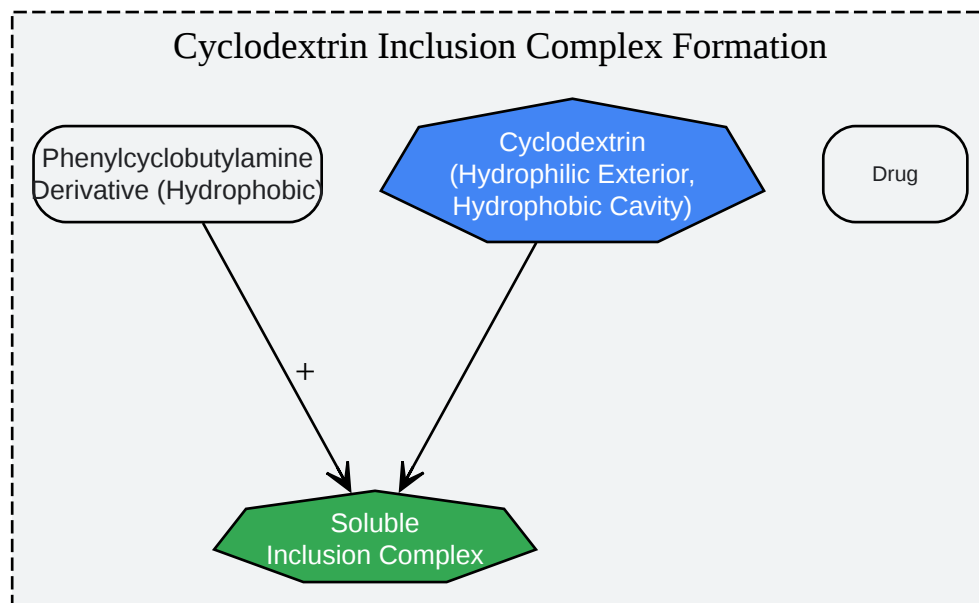 Cyclodextrin Inclusion Complex Formation
Phenylcyclobutylamine
Derivative (Hydrophobic)
Cyclodextrin
(Hydrophilic Exterior,
Hydrophobic Cavity)
Drug
+
Soluble
Inclusion Complex